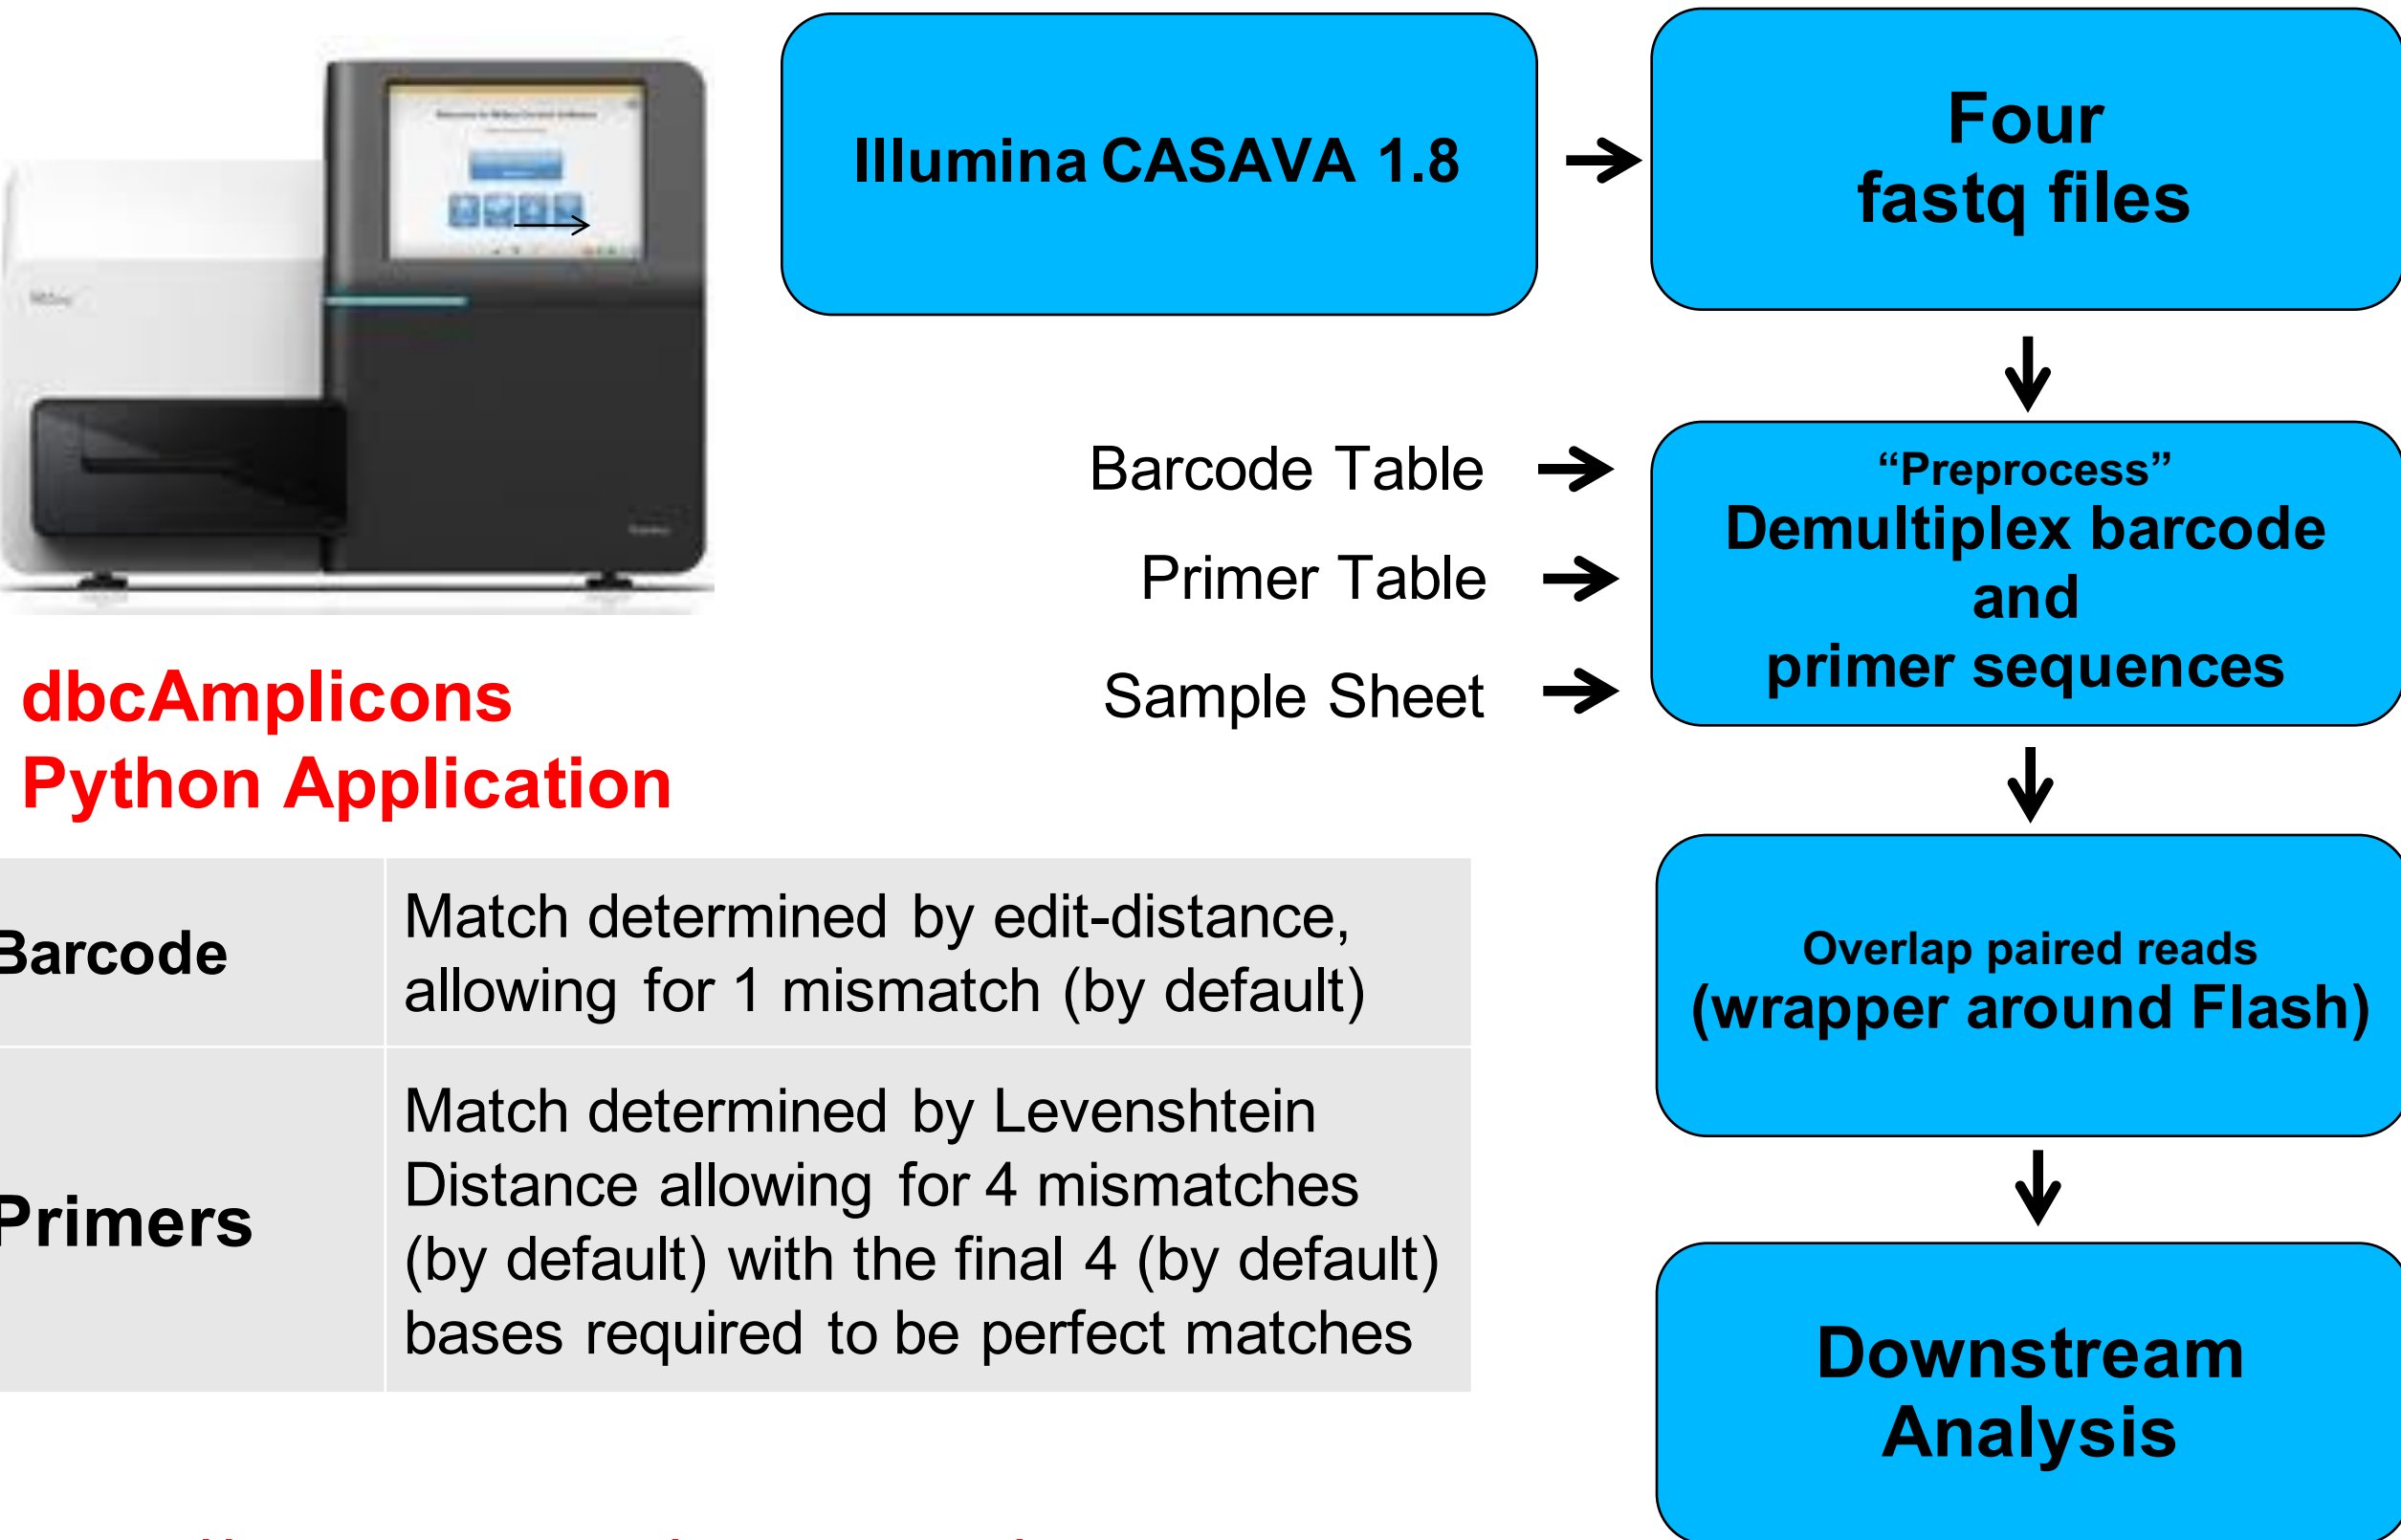 Illumina CASAVA 1.8
Four
fastq files
Barcode Table
Primer Table
Sample Sheet
“Preprocess”
Demultiplex barcode
and
primer sequences
dbcAmplicons
Python Application
Barcode
Match determined by edit-distance,
allowing for 1 mismatch (by default)
Primers
Match determined by Levenshtein
Distance allowing for 4 mismatches
(by default) with the final 4 (by default)
bases required to be perfect matches
Overlap paired reads
(wrapper around Flash)
Downstream
Analysis